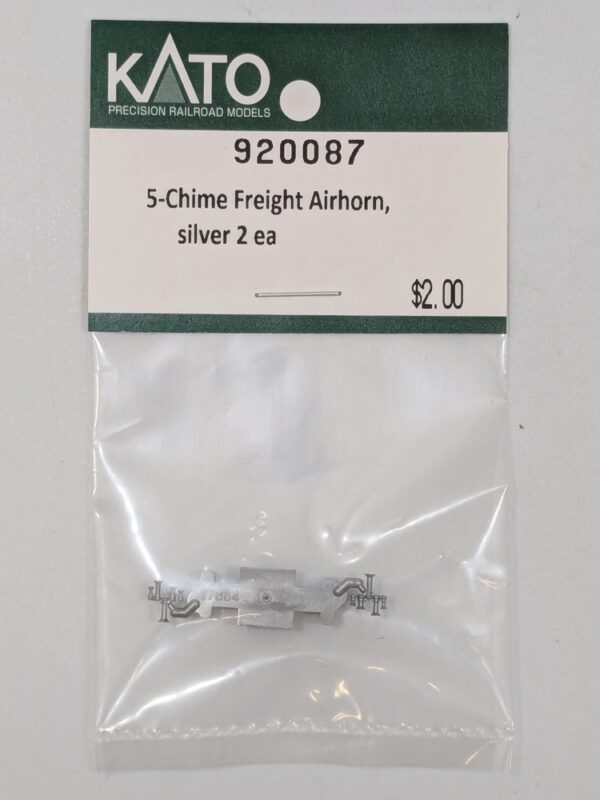 KATO
PRECISION RAILROAD MODELS
920087
5-Chime Freight Airhorn,
silver 2 ea
$2.00